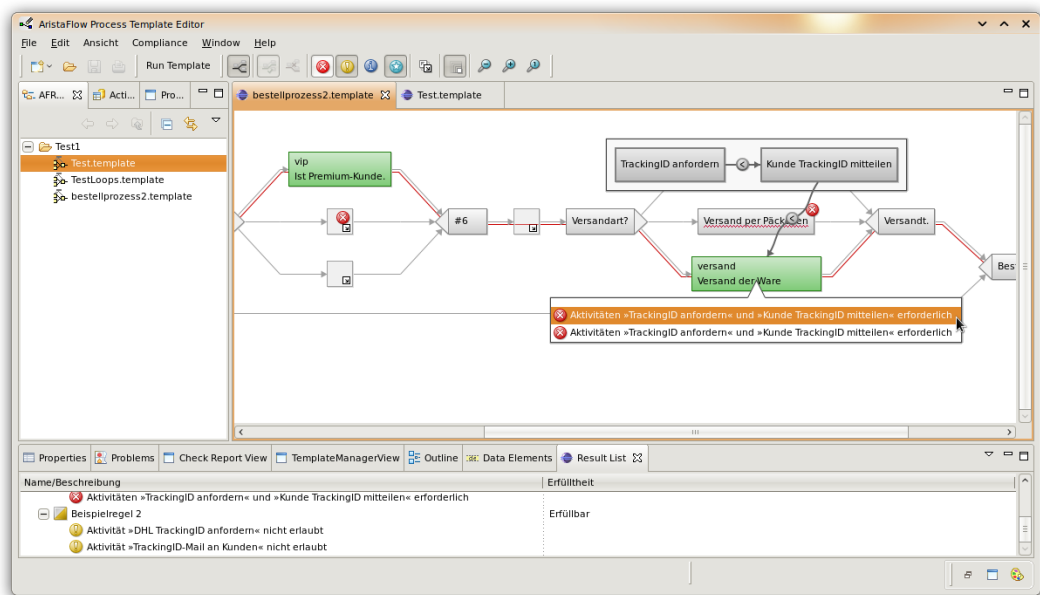 AristaFlow Process Template Editor
File Edit Ansicht Compliance Window Help
Run Template
AFR... Acti... Pro...
bestellprozess2.template Test.template
Test1
Test.template
TestLoops.template
bestellprozess2.template
vip
Ist Premium-Kunde.
#6
Versandart?
TrackingID anfordern
<
Kunde TrackingID mitteilen
<
Versandt.
versand
Versand der Ware
Best
Versand per
Aktivitäten »TrackingID anfordern« und »Kunde TrackingID mitteilen« erforderlich
Aktivitäten »TrackingID anfordern« und »Kunde TrackingID mitteilen« erforderlich
Properties Problems Check Report View TemplateManagerView Outline Data Elements Result List
Name/Beschreibung Erfülltheit
Aktivitäten »TrackingID anfordern« und »Kunde TrackingID mitteilen« erforderlich
Beispielregel 2 Erfüllbar
Aktivität »DHL TrackingID anfordern« nicht erlaubt
Aktivität »TrackingID-Mail an Kunden« nicht erlaubt